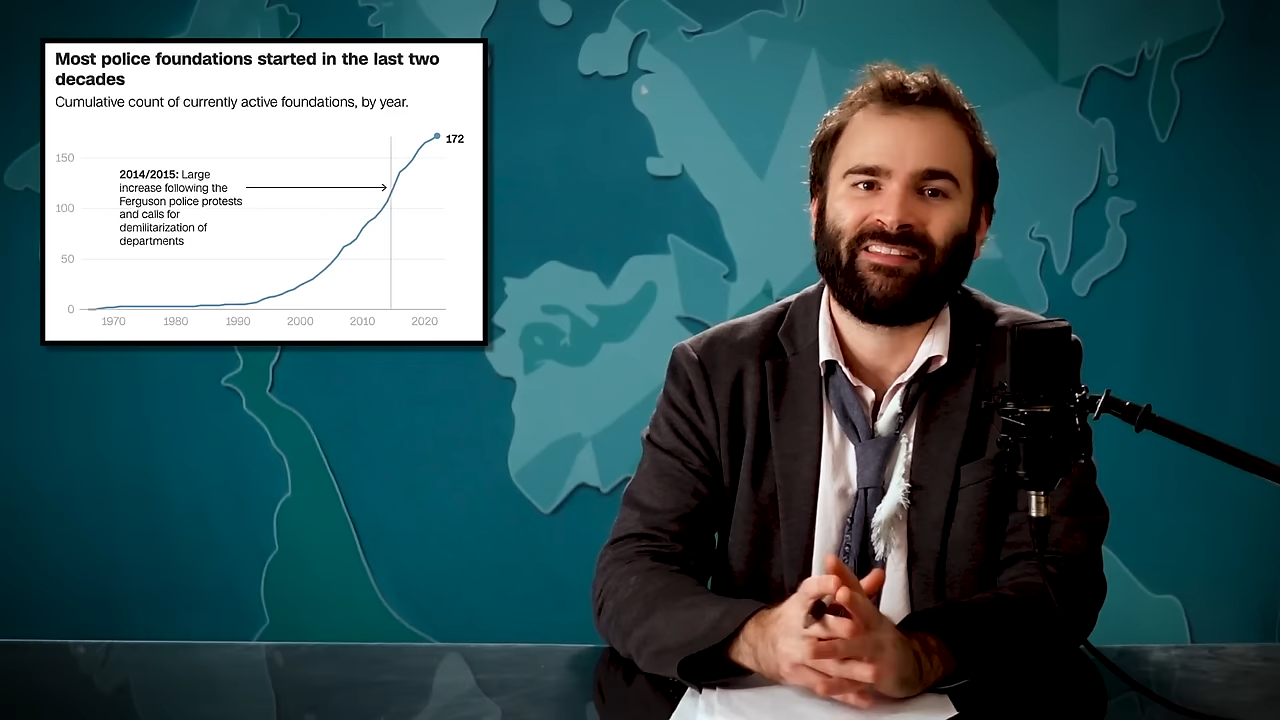 Most police foundations started in the last two
decades
Cumulative count of currently active foundations, by year.
172
150
2014/2015: Large
increase following the
Ferguson police protests
and calls for
demilitarization of
departments
100
50
0
1970 1980 1990 2000 2010 2020